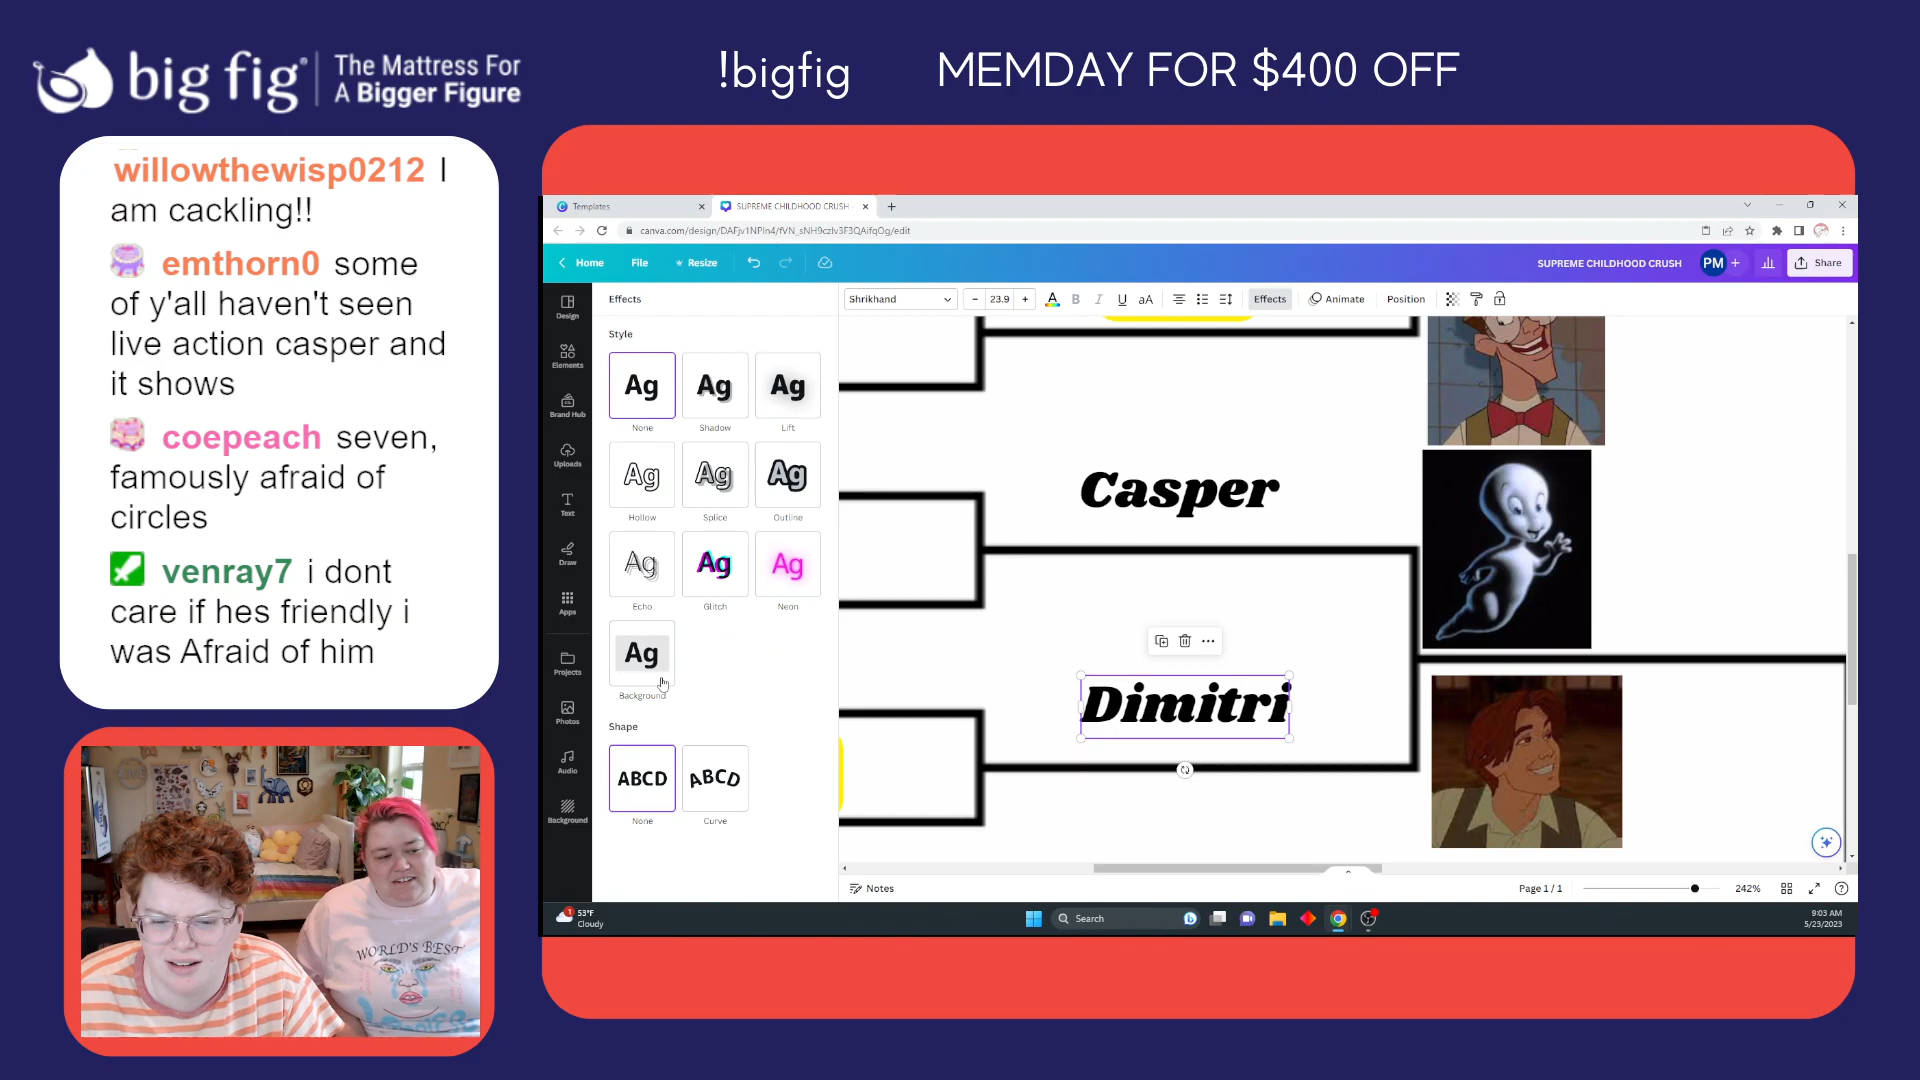 big fig
The Mattress For
A Bigger Figure
!bigfig
MEMDAY FOR $400 OFF
willowthewisp0212 I
am cackling!!
emthorn0 some
of y'all haven't seen
live action casper and
it shows
coepeach seven,
famously afraid of
circles
venray7 i dont
care if hes friendly i
was Afraid of him
WORLD'S BEST
Templates
SUPREME CHILDHOOD CRUSH
canva.com/design/DAFjv1NPln4/fVN_sNH9czlv3F3QAifqOg/edit
Home
File
Resize
SUPREME CHILDHOOD CRUSH
PM
Share
Design
Elements
Brand Hub
Uploads
Text
Draw
Apps
Projects
Photos
Audio
Background
Effects
Shrikhand
23.9
A
B
I
U
aA
Effects
Animate
Position
Style
Ag
Ag
Ag
None
Shadow
Lift
Ag
Ag
Ag
Hollow
Splice
Outline
Ag
Ag
Ag
Echo
Glitch
Neon
Ag
Background
Shape
ABCD
ABCD
None
Curve
Casper
Dimitri
Notes
Page 1 / 1
242%
1
53°F
Cloudy
Search
9:03 AM
5/23/2023